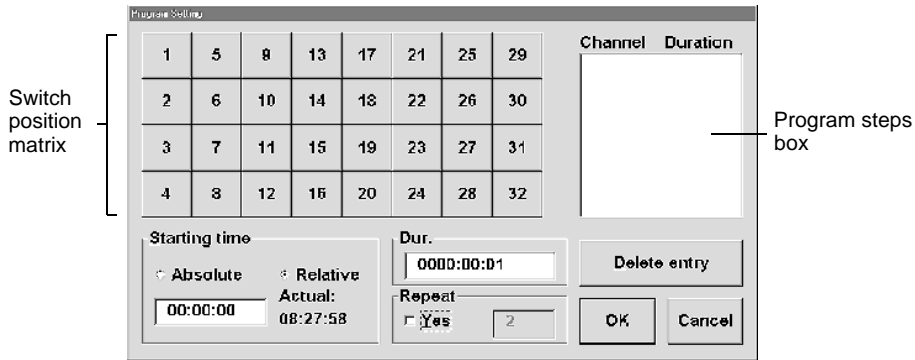 Program Setting
Channel Duration
1 5 9 13 17 21 25 29
2 6 10 14 18 22 26 30
3 7 11 15 19 23 27 31
4 8 12 16 20 24 28 32
Switch
position
matrix
Program steps
box
Starting time
Absolute Relative
Actual:
00:00:00
08:27:58
Dur.
0000:00:01
Repeat
Yes 2
Delete entry
OK Cancel